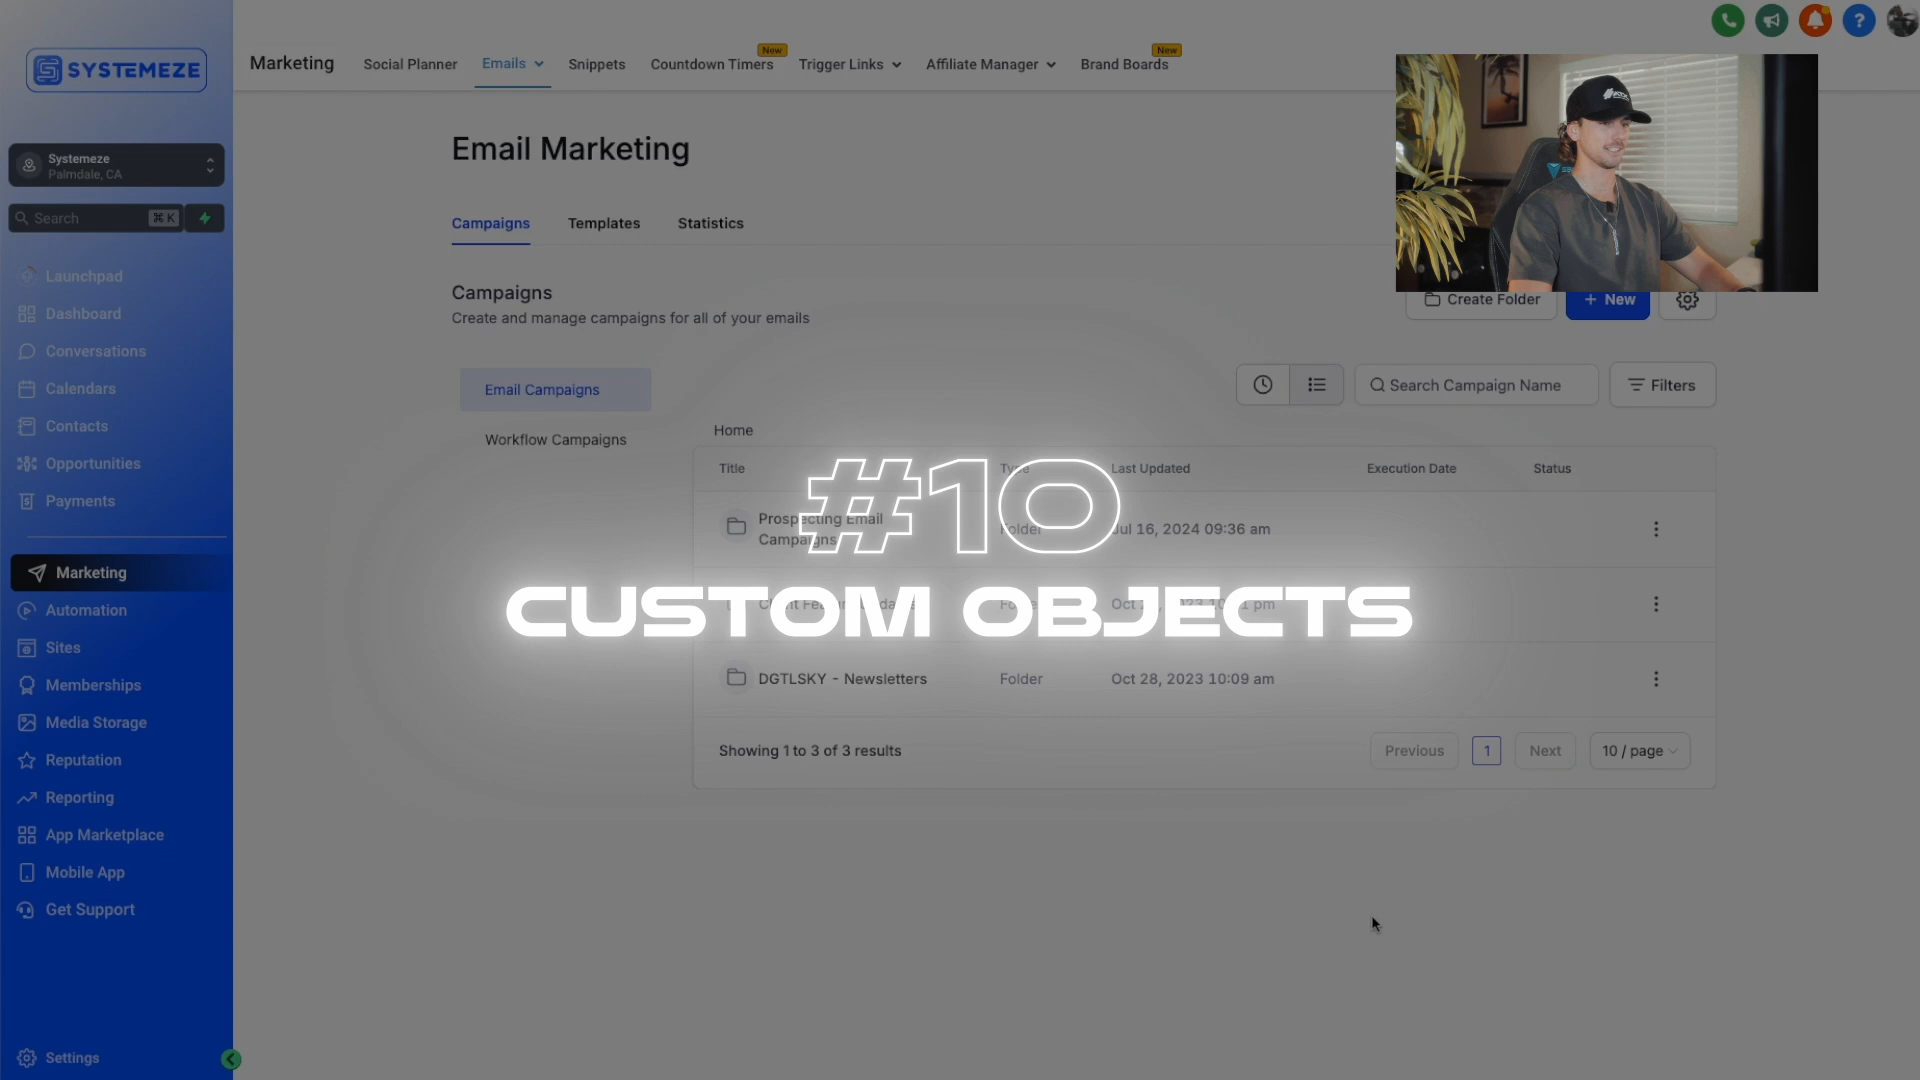 SYSTEMEZE
Marketing
Social Planner
Emails
Snippets
New
Countdown Timers
Trigger Links
Affiliate Manager
New
Brand Boards
Systemeze
Palmdale, CA
Search
⌘ K
Launchpad
Dashboard
Conversations
Calendars
Contacts
Opportunities
Payments
Marketing
Automation
Sites
Memberships
Media Storage
Reputation
Reporting
App Marketplace
Mobile App
Get Support
Settings
Email Marketing
Campaigns
Templates
Statistics
Campaigns
Create and manage campaigns for all of your emails
Create Folder
+ New
Email Campaigns
Workflow Campaigns
Search Campaign Name
Filters
Home
Title
Type
Last Updated
Execution Date
Status
#10
CUSTOM OBJECTS
Prospecting Email
Campaigns
Folder
Jul 16, 2024 09:36 am
DGTLSKY - Newsletters
Folder
Oct 28, 2023 10:09 am
Showing 1 to 3 of 3 results
Previous
1
Next
10 / page